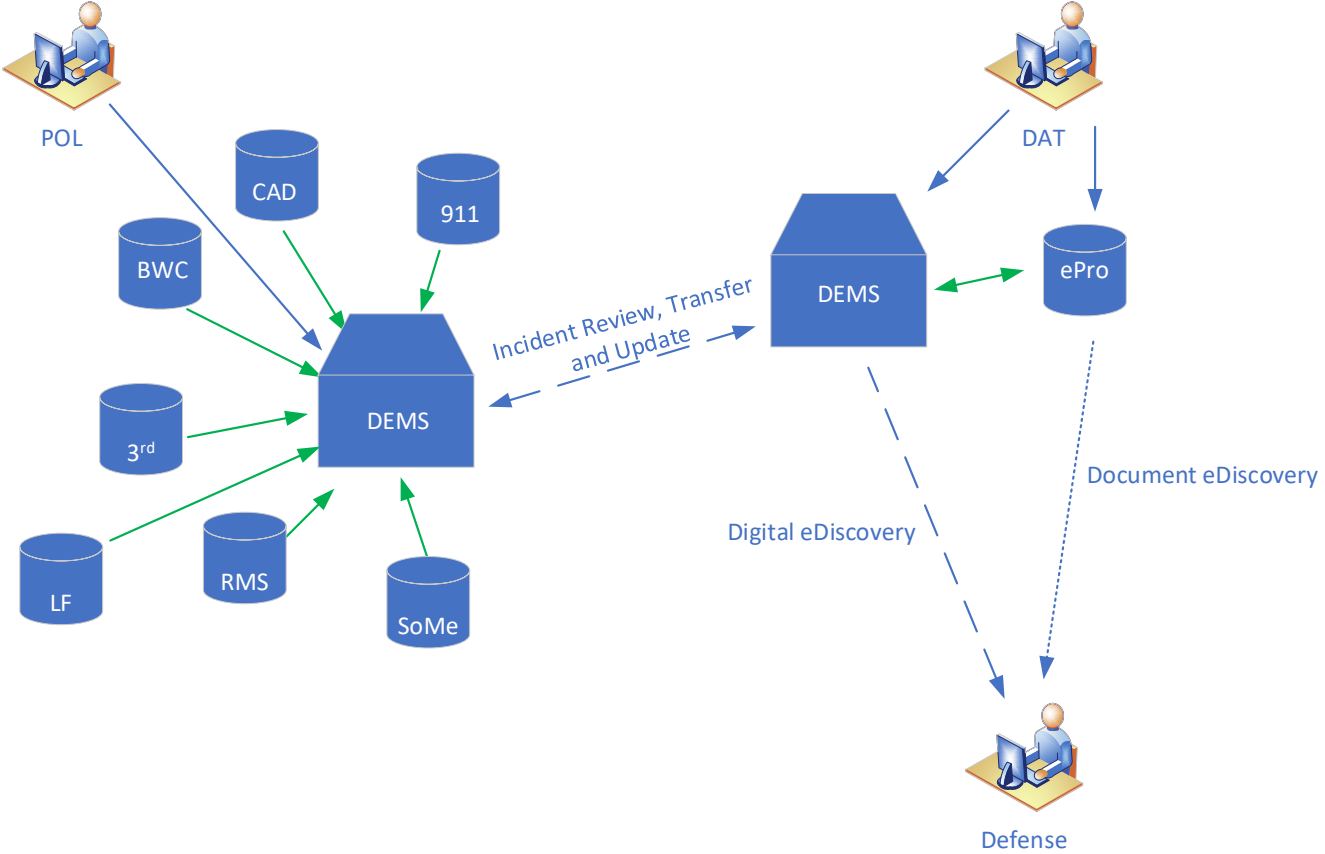 POL
DAT
CAD
911
BWC
ePro
DEMS
Incident Review, Transfer
and Update
DEMS
3rd
Document eDiscovery
Digital eDiscovery
RMS
LF
SoMe
Defense